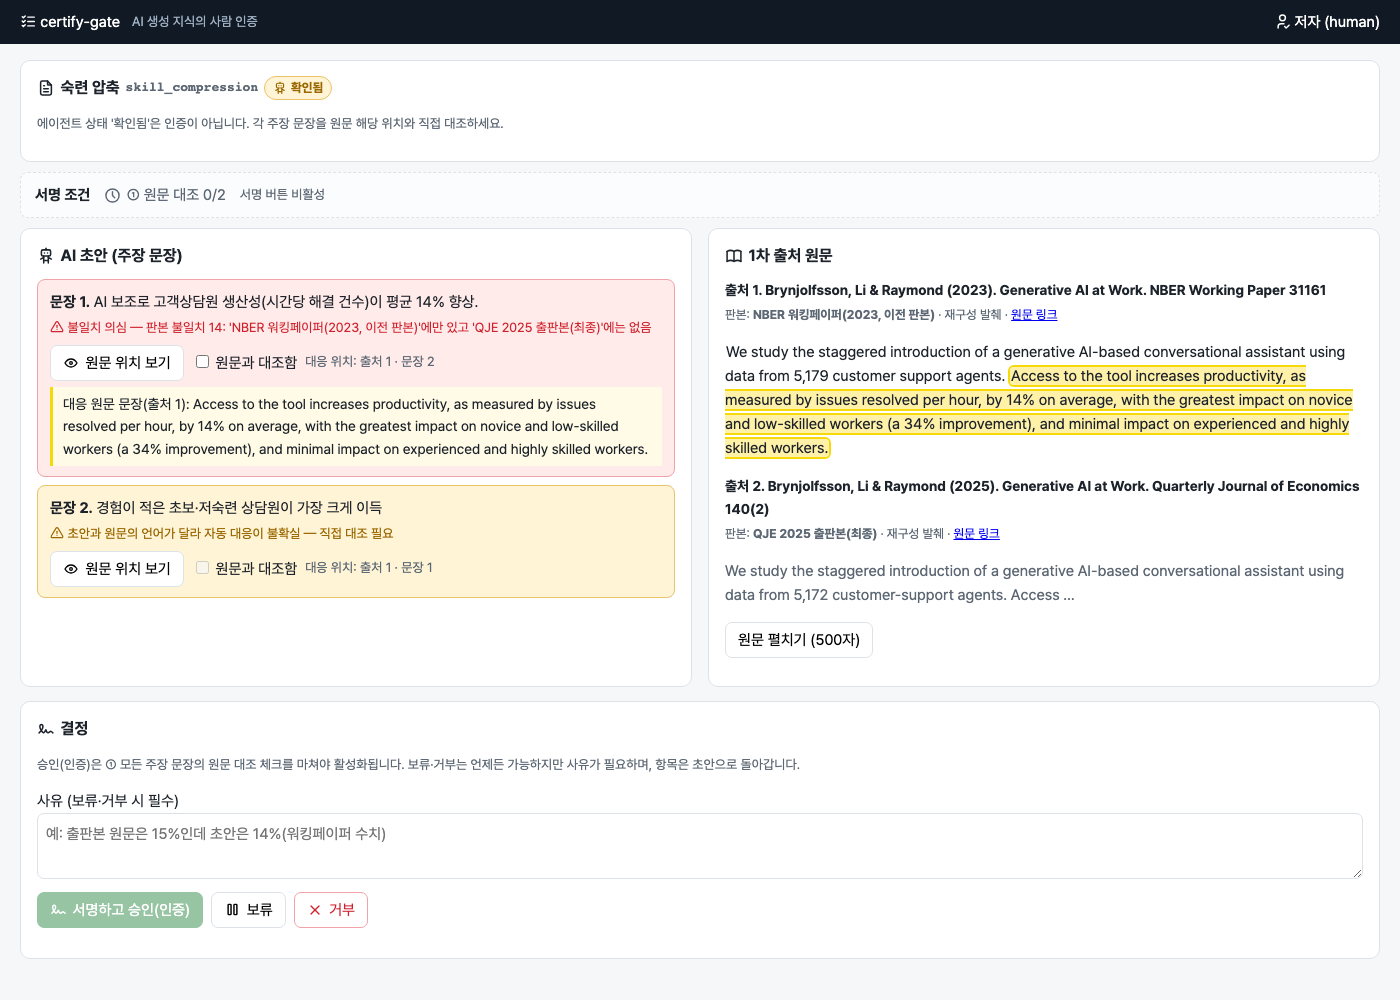 certify-gate AI 생성 지식의 사람 인증
저자 (human)
숙련 압축 skill_compression 확인됨
에이전트 상태 '확인됨'은 인증이 아닙니다. 각 주장 문장을 원문 해당 위치와 직접 대조하세요.
서명 조건 ① 원문 대조 0/2 서명 버튼 비활성
AI 초안 (주장 문장)
문장 1. AI 보조로 고객상담원 생산성(시간당 해결 건수)이 평균 14% 향상.
불일치 의심 — 판본 불일치 14: 'NBER 워킹페이퍼(2023, 이전 판본)'에만 있고 'QJE 2025 출판본(최종)'에는 없음
원문 위치 보기 원문과 대조함 대응 위치: 출처 1 · 문장 2
대응 원문 문장(출처 1): Access to the tool increases productivity, as measured by issues
resolved per hour, by 14% on average, with the greatest impact on novice and low-skilled
workers (a 34% improvement), and minimal impact on experienced and highly skilled workers.
문장 2. 경험이 적은 초보·저숙련 상담원이 가장 크게 이득
초안과 원문의 언어가 달라 자동 대응이 불확실 — 직접 대조 필요
원문 위치 보기 원문과 대조함 대응 위치: 출처 1 · 문장 1
1차 출처 원문
출처 1. Brynjolfsson, Li & Raymond (2023). Generative AI at Work. NBER Working Paper 31161
판본: NBER 워킹페이퍼(2023, 이전 판본) · 재구성 발췌 · 원문 링크
We study the staggered introduction of a generative AI-based conversational assistant using
data from 5,179 customer support agents. Access to the tool increases productivity, as
measured by issues resolved per hour, by 14% on average, with the greatest impact on novice
and low-skilled workers (a 34% improvement), and minimal impact on experienced and highly
skilled workers.
출처 2. Brynjolfsson, Li & Raymond (2025). Generative AI at Work. Quarterly Journal of Economics
140(2)
판본: QJE 2025 출판본(최종) · 재구성 발췌 · 원문 링크
We study the staggered introduction of a generative AI-based conversational assistant using
data from 5,172 customer-support agents. Access ...
원문 펼치기 (500자)
결정
승인(인증)은 ① 모든 주장 문장의 원문 대조 체크를 마쳐야 활성화됩니다. 보류·거부는 언제든 가능하지만 사유가 필요하며, 항목은 초안으로 돌아갑니다.
사유 (보류·거부 시 필수)
예: 출판본 원문은 15%인데 초안은 14%(워킹페이퍼 수치)
서명하고 승인(인증) 보류 거부